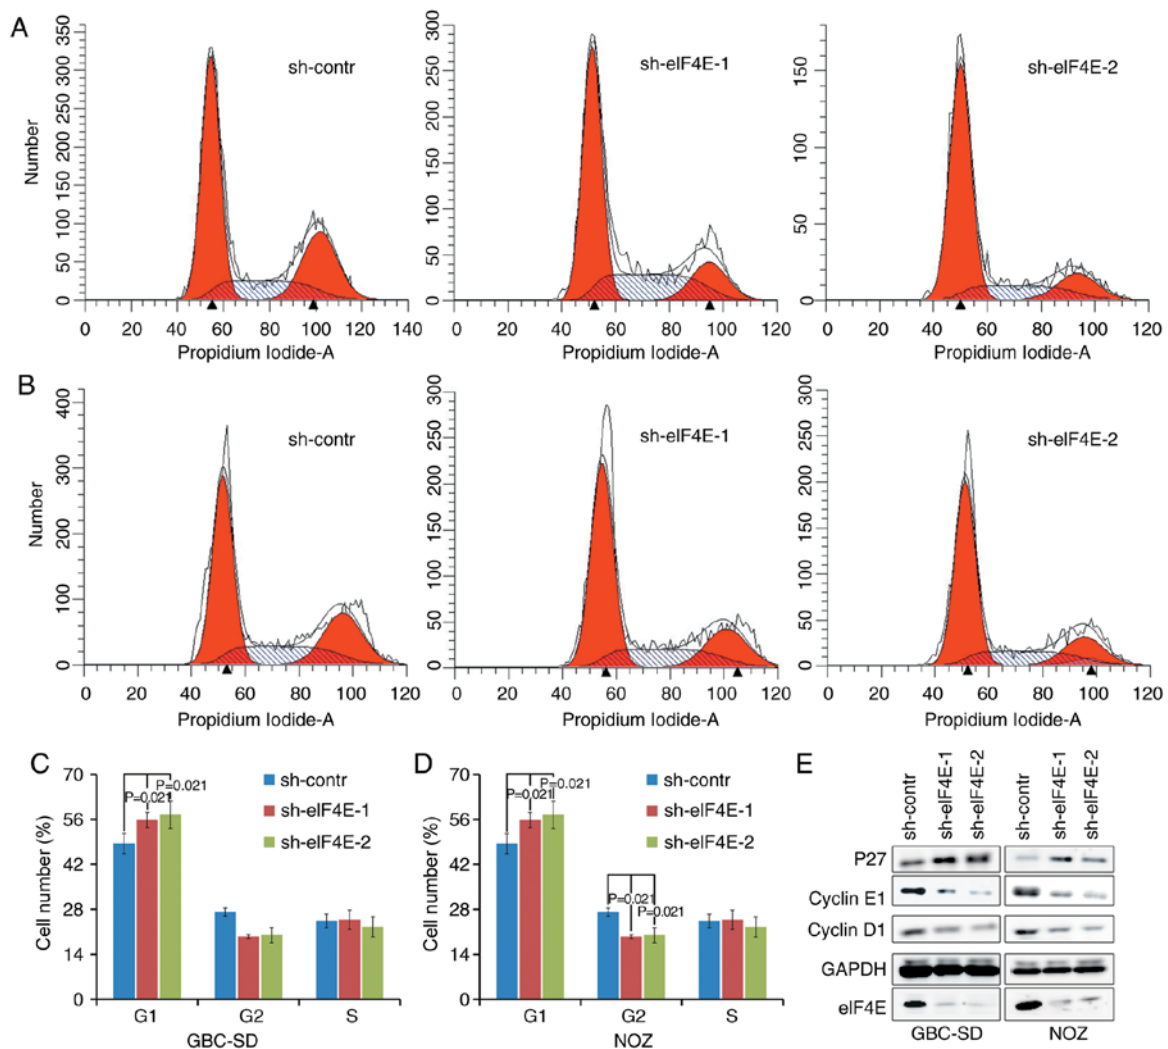 A
sh-contr
sh-eIF4E-1
sh-eIF4E-2
Number
350
300
250
200
150
100
50
0
300
250
200
150
100
50
0
150
100
50
0
0 20 40 60 80 100 120 140
0 20 40 60 80 100 120
0 20 40 60 80 100 120
Propidium Iodide-A
Propidium Iodide-A
Propidium Iodide-A
B
sh-contr
sh-eIF4E-1
sh-eIF4E-2
Number
400
300
200
100
0
300
250
200
150
100
50
0
300
250
200
150
100
50
0
0 20 40 60 80 100 120
0 20 40 60 80 100 120
0 20 40 60 80 100 120
Propidium Iodide-A
Propidium Iodide-A
Propidium Iodide-A
C
Cell number (%)
70
56
42
28
14
0
P=0.021
P=0.021
sh-contr
sh-eIF4E-1
sh-eIF4E-2
G1 G2 S
GBC-SD
D
Cell number (%)
70
56
42
28
14
0
P=0.021
P=0.021
P=0.021
P=0.021
sh-contr
sh-eIF4E-1
sh-eIF4E-2
G1 G2 S
NOZ
E
sh-contr
sh-eIF4E-1
sh-eIF4E-2
sh-contr
sh-eIF4E-1
sh-eIF4E-2
P27
Cyclin E1
Cyclin D1
GAPDH
eIF4E
GBC-SD NOZ